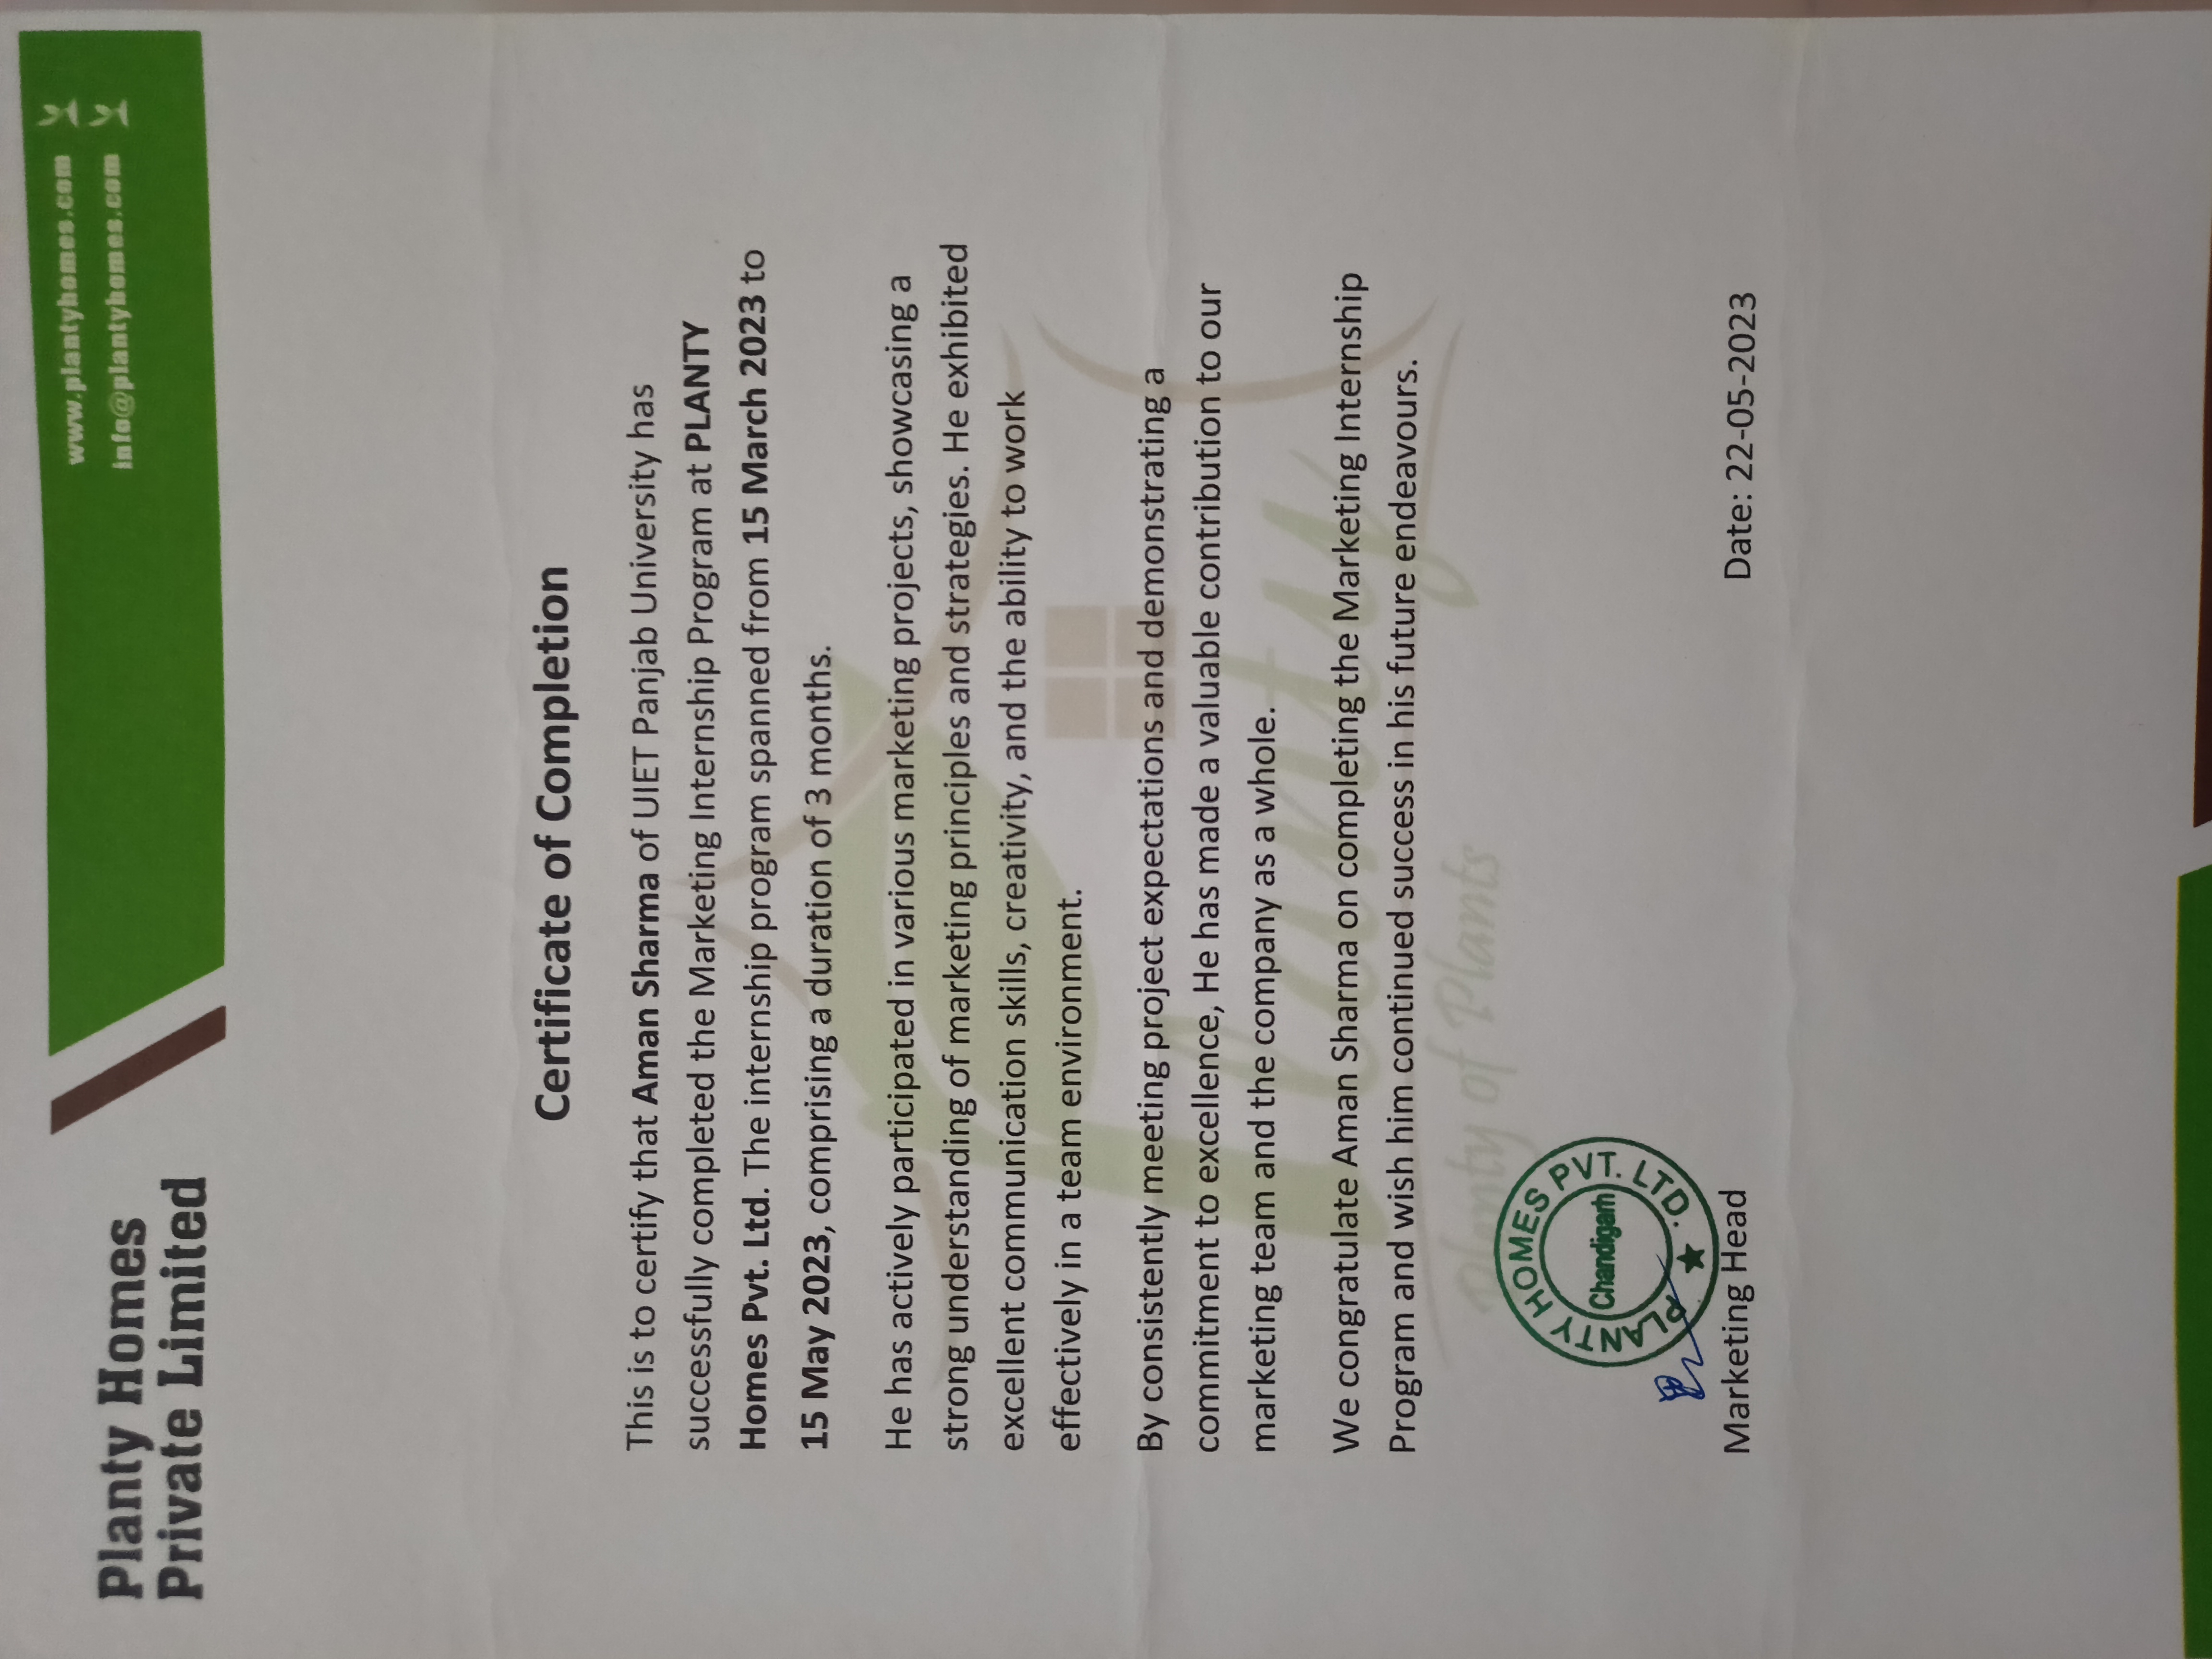 Planty Homes
Private Limited
www.plantyhomes.com
info@plantyhomes.com
Certificate of Completion
This is to certify that Aman Sharma of UIET Panjab University has
successfully completed the Marketing Internship Program at PLANTY
Homes Pvt. Ltd. The internship program spanned from 15 March 2023 to
15 May 2023, comprising a duration of 3 months.
He has actively participated in various marketing projects, showcasing a
strong understanding of marketing principles and strategies. He exhibited
excellent communication skills, creativity, and the ability to work
effectively in a team environment.
By consistently meeting project expectations and demonstrating a
commitment to excellence, He has made a valuable contribution to our
marketing team and the company as a whole.
We congratulate Aman Sharma on completing the Marketing Internship
Program and wish him continued success in his future endeavours.
Planty
Plenty of Plants
PLANTY HOMES PVT. LTD.
Chandigarh
Marketing Head
Date: 22-05-2023